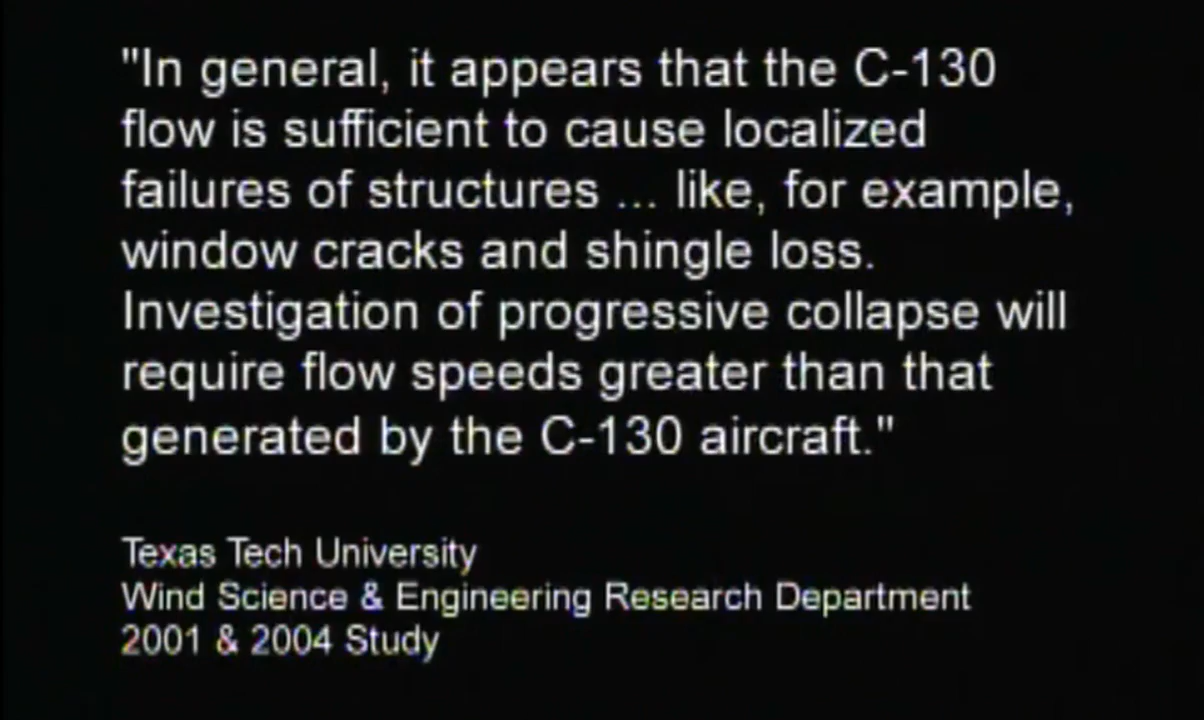 "In general, it appears that the C-130
flow is sufficient to cause localized
failures of structures ... like, for example,
window cracks and shingle loss.
Investigation of progressive collapse will
require flow speeds greater than that
generated by the C-130 aircraft."
Texas Tech University
Wind Science & Engineering Research Department
2001 & 2004 Study